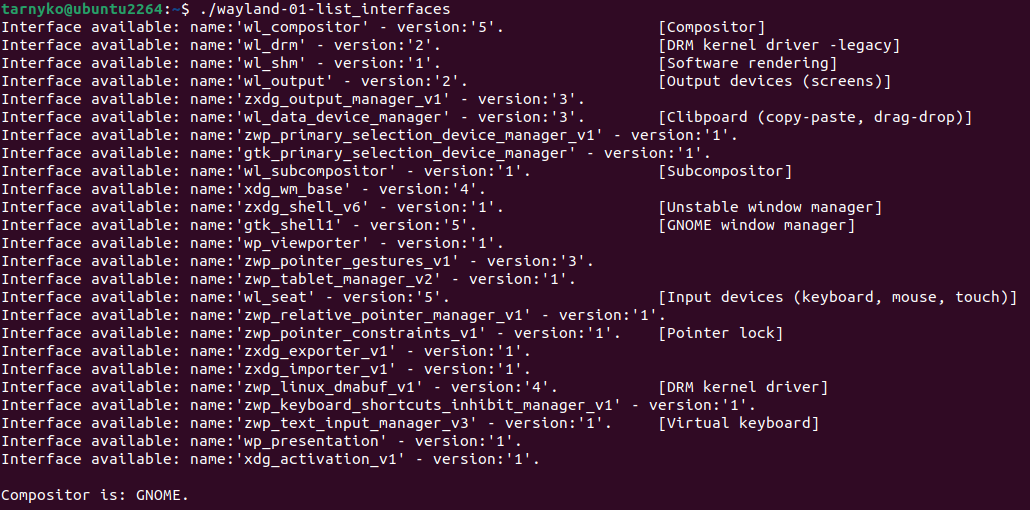 tarnyko@ubuntu2264:~$ ./wayland-01-list_interfaces
Interface available: name:'wl_compositor' - version:'5'. [Compositor]
Interface available: name:'wl_drm' - version:'2'. [DRM kernel driver -legacy]
Interface available: name:'wl_shm' - version:'1'. [Software rendering]
Interface available: name:'wl_output' - version:'2'. [Output devices (screens)]
Interface available: name:'zxdg_output_manager_v1' - version:'3'.
Interface available: name:'wl_data_device_manager' - version:'3'. [Clibpoard (copy-paste, drag-drop)]
Interface available: name:'zwp_primary_selection_device_manager_v1' - version:'1'.
Interface available: name:'gtk_primary_selection_device_manager' - version:'1'.
Interface available: name:'wl_subcompositor' - version:'1'. [Subcompositor]
Interface available: name:'xdg_wm_base' - version:'4'.
Interface available: name:'zxdg_shell_v6' - version:'1'. [Unstable window manager]
Interface available: name:'gtk_shell1' - version:'5'. [GNOME window manager]
Interface available: name:'wp_viewporter' - version:'1'.
Interface available: name:'zwp_pointer_gestures_v1' - version:'3'.
Interface available: name:'zwp_tablet_manager_v2' - version:'1'.
Interface available: name:'wl_seat' - version:'5'. [Input devices (keyboard, mouse, touch)]
Interface available: name:'zwp_relative_pointer_manager_v1' - version:'1'.
Interface available: name:'zwp_pointer_constraints_v1' - version:'1'. [Pointer lock]
Interface available: name:'zxdg_exporter_v1' - version:'1'.
Interface available: name:'zxdg_importer_v1' - version:'1'.
Interface available: name:'zwp_linux_dmabuf_v1' - version:'4'. [DRM kernel driver]
Interface available: name:'zwp_keyboard_shortcuts_inhibit_manager_v1' - version:'1'.
Interface available: name:'zwp_text_input_manager_v3' - version:'1'. [Virtual keyboard]
Interface available: name:'wp_presentation' - version:'1'.
Interface available: name:'xdg_activation_v1' - version:'1'.
Compositor is: GNOME.